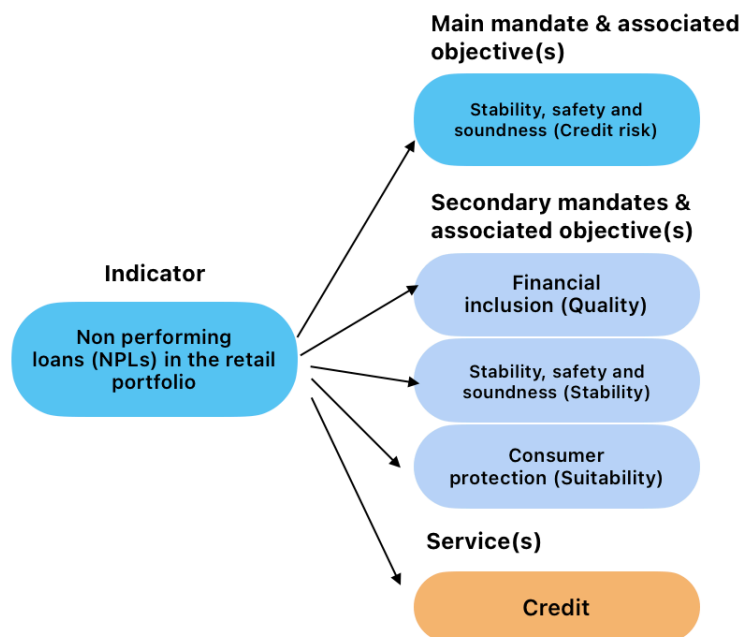 Main mandate & associated
objective(s)
Stability, safety and
soundness (Credit risk)
Secondary mandates &
associated objective(s)
Indicator
Financial
inclusion (Quality)
Non performing
loans (NPLs) in the retail
portfolio
Stability, safety and
soundness (Stability)
Consumer
protection (Suitability)
Service(s)
Credit